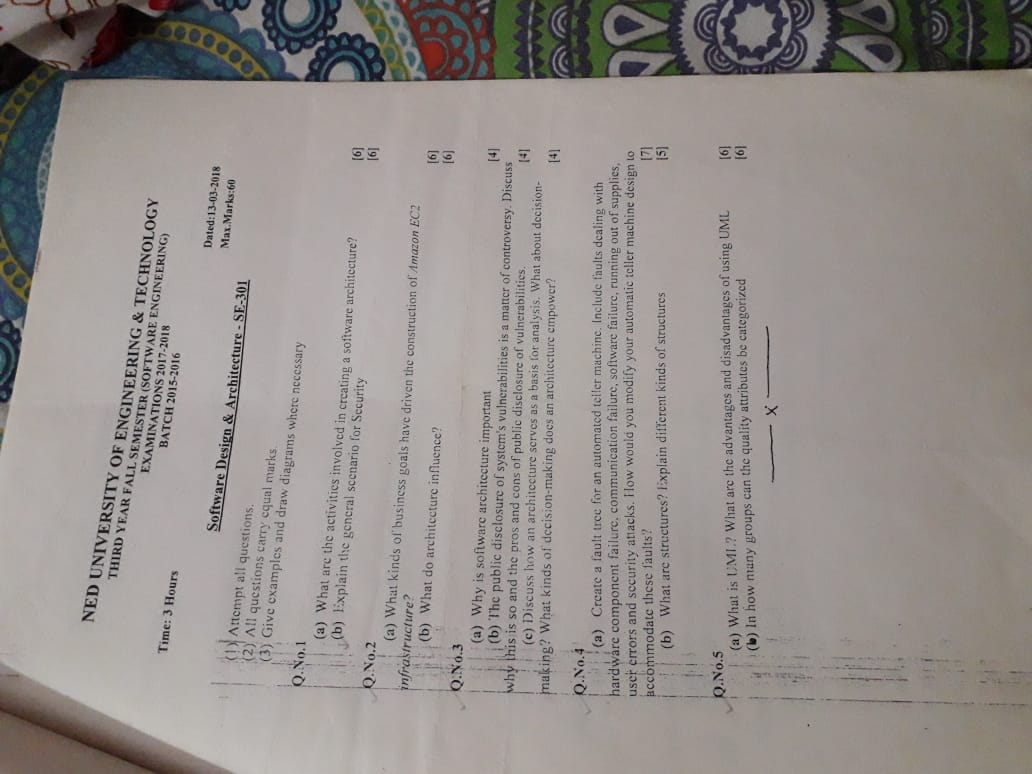 NED UNIVERSITY OF ENGINEERING & TECHNOLOGY
THIRD YEAR FALL SEMESTER (SOFTWARE ENGINEERING)
EXAMINATIONS 2017-2018
BATCH 2015-2016
Time: 3 Hours
Dated:13-03-2018
Max.Marks:60
Software Design & Architecture - SE-301
(1) Attempt all questions.
(2) All questions carry equal marks.
(3) Give examples and draw diagrams where necessary
Q.No.1
(a) What are the activities involved in creating a software architecture? [6]
(b) Explain the general scenario for Security [6]
Q.No.2
(a) What kinds of business goals have driven the construction of Amazon EC2
infrastructure? [6]
(b) What do architecture influence? [6]
Q.No.3
(a) Why is software architecture important [4]
(b) The public disclosure of system's vulnerabilities is a matter of controversy. Discuss
why this is so and the pros and cons of public disclosure of vulnerabilities. [4]
(c) Discuss how an architecture serves as a basis for analysis. What about decision-
making? What kinds of decision-making does an architecture empower? [4]
Q.No.4
(a) Create a fault tree for an automated teller machine. Include faults dealing with
hardware component failure, communication failure, software failure, running out of supplies,
user errors and security attacks. How would you modify your automatic teller machine design to
accommodate these faults? [7]
(b) What are structures? Explain different kinds of structures [5]
Q.No.5
(a) What is UML? What are the advantages and disadvantages of using UML [6]
(b) In how many groups can the quality attributes be categorized [6]
X